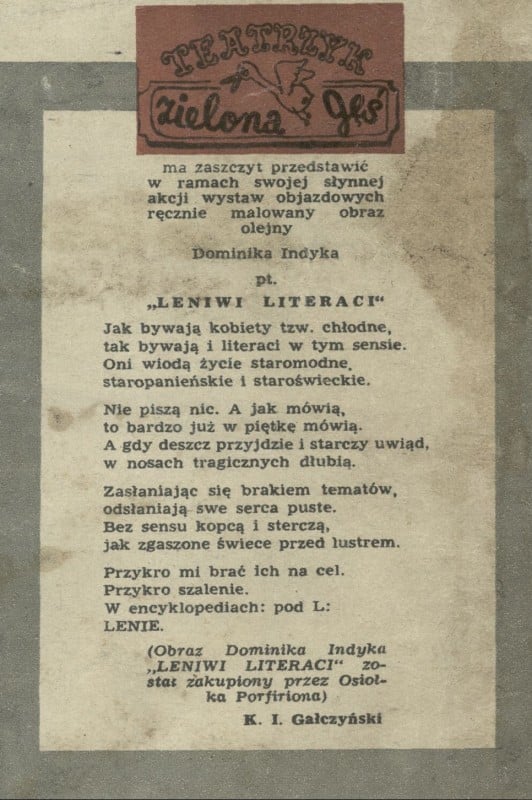 TEATRZYK
zielona gęś
ma zaszczyt przedstawić
w ramach swojej słynnej
akcji wystaw objazdowych
ręcznie malowany obraz
olejny
Dominika Indyka
pt.
„LENIWI LITERACI“
Jak bywają kobiety tzw. chłodne,
tak bywają i literaci w tym sensie.
Oni wiodą życie staromodne,
staropanieńskie i staroświeckie.
Nie piszą nic. A jak mówią,
to bardzo już w piętkę mówią.
A gdy deszcz przyjdzie i starczy uwiąd,
w nosach tragicznych dłubią.
Zasłaniając się brakiem tematów,
odsłaniają swe serca puste.
Bez sensu kopcą i sterczą,
jak zgaszone świece przed lustrem.
Przykro mi brać ich na cel.
Przykro szalenie.
W encyklopediach: pod L:
LENIE.
(Obraz Dominika Indyka
„LENIWI LITERACI“ zo-
stał zakupiony przez Osioł-
ka Porfiriona)
K. I. Gałczyński